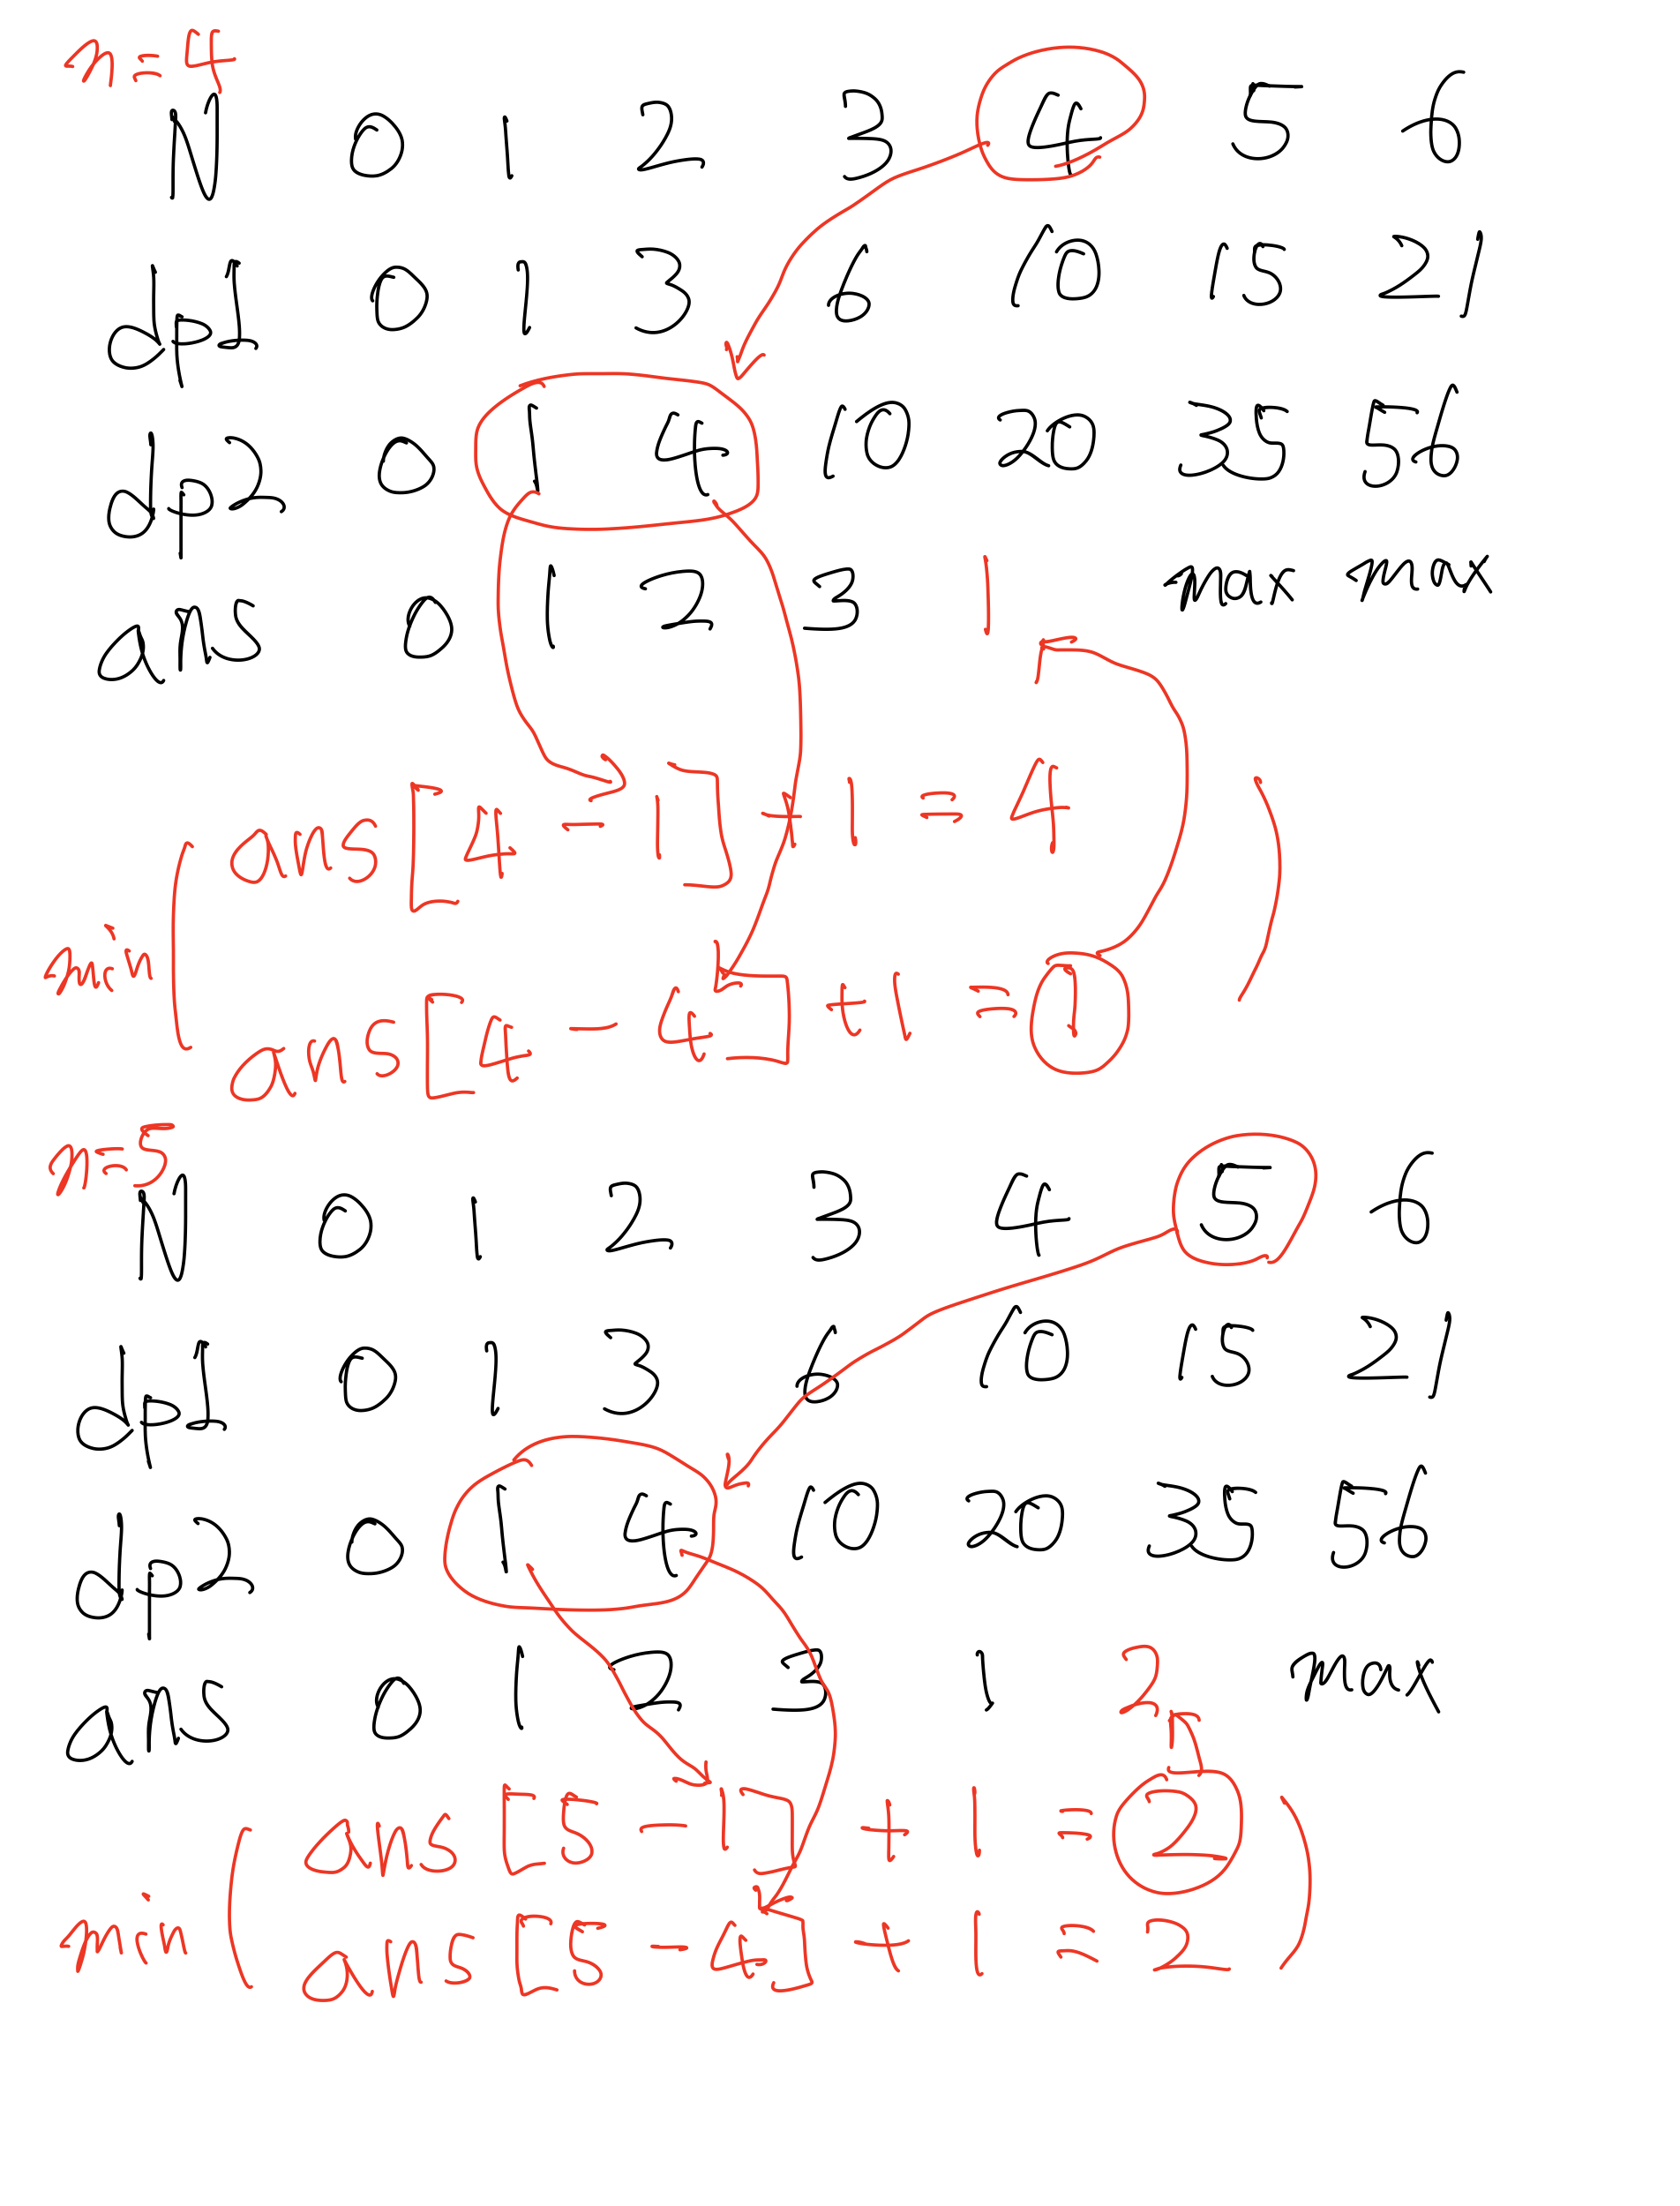 n=4
N 0 1 2 3 4 5 6
dp1 0 1 3 6 10 15 21
dp2 0 1 4 10 20 35 56
ans 0 1 2 3 1 max max
ans[4-1]+1=4
min( )
ans[4-4]+1=1
n=5
N 0 1 2 3 4 5 6
dp1 0 1 3 6 10 15 21
dp2 0 1 4 10 20 35 56
ans 0 1 2 3 1 2 max
ans[5-1]+1=2
min( )
ans[5-4]+1=2